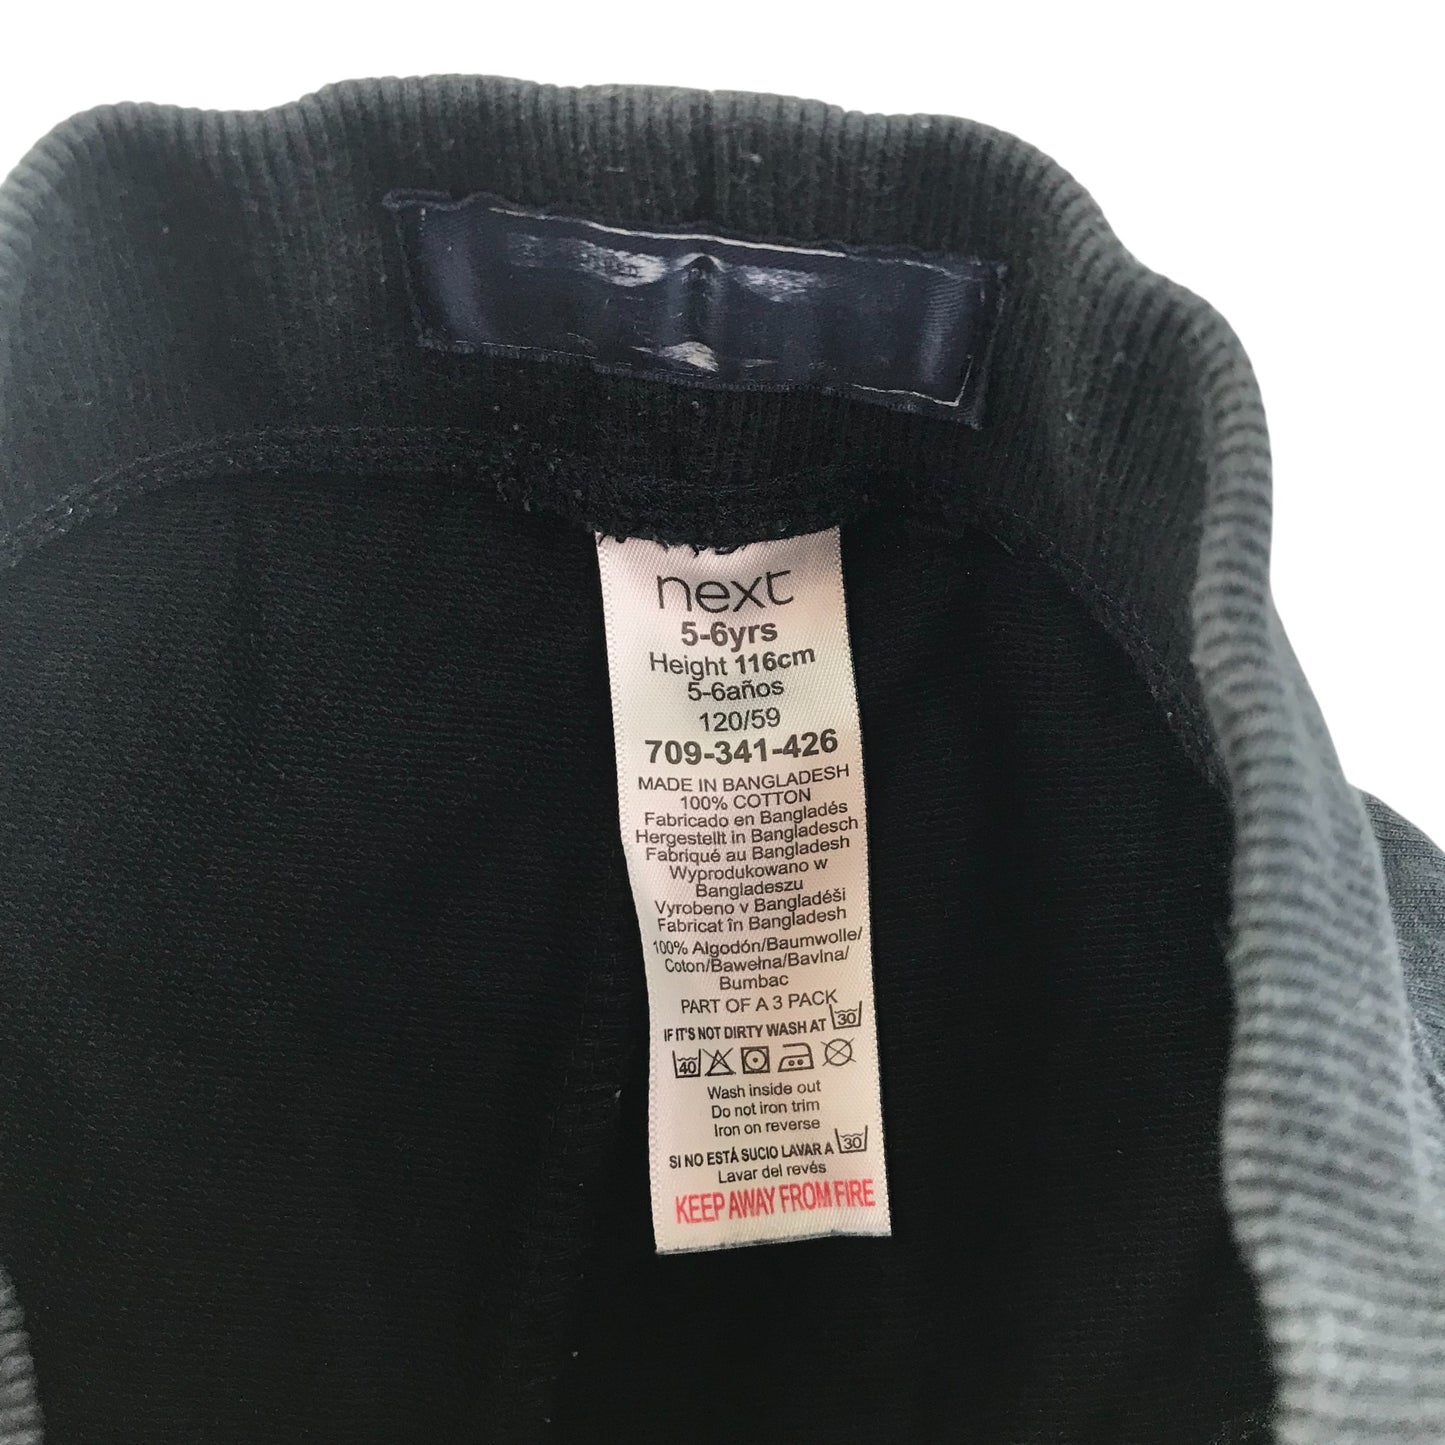 next
5-6yrs
Height 116cm
5-6años
120/59
709-341-426
MADE IN BANGLADESH
100% COTTON
Fabricado en Bangladés
Hergestellt in Bangladesch
Fabriqué au Bangladesh
Wyprodukowano w
Bangladeszu
Vyrobeno v Bangladéši
Fabricat în Bangladesh
100% Algodón/Baumwolle/
Coton/Bawełna/Bavlna/
Bumbac
PART OF A 3 PACK
IF IT'S NOT DIRTY WASH AT 30
40
Wash inside out
Do not iron trim
Iron on reverse
SI NO ESTÁ SUCIO LAVAR A 30
Lavar del revés
KEEP AWAY FROM FIRE